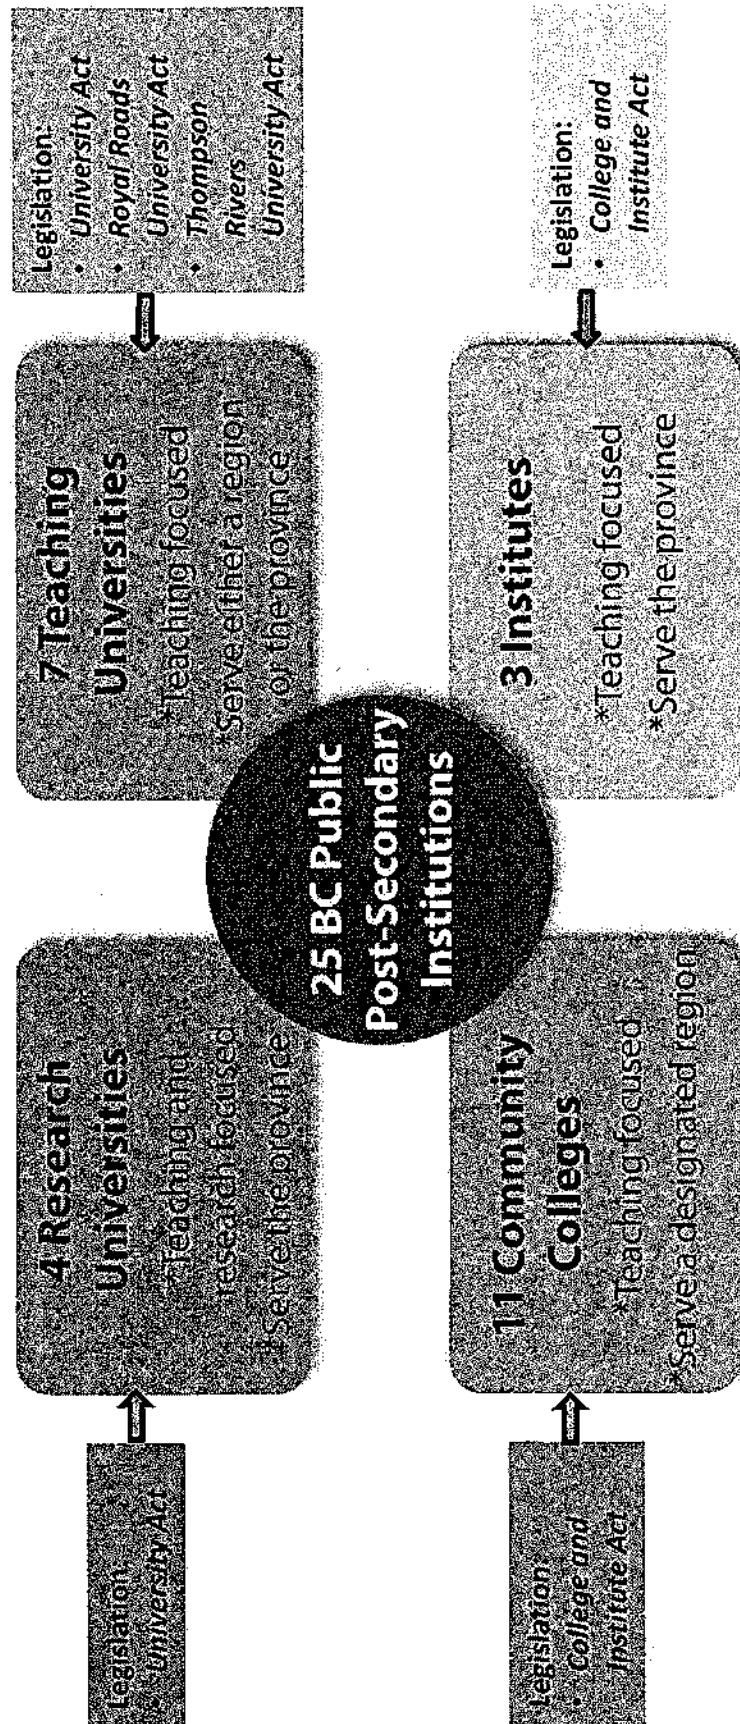 Legislation:
• University Act
4 Research
Universities
*Teaching and
research focused
*Serve the province
7 Teaching
Universities
*Teaching focused
*Serve either a region
or the province
Legislation:
• University Act
• Royal Roads
University Act
• Thompson
Rivers
University Act
25 BC Public
Post-Secondary
Institutions
Legislation:
• College and
Institute Act
11 Community
Colleges
*Teaching focused
*Serve a designated region
3 Institutes
*Teaching focused
*Serve the province
Legislation:
• College and
Institute Act